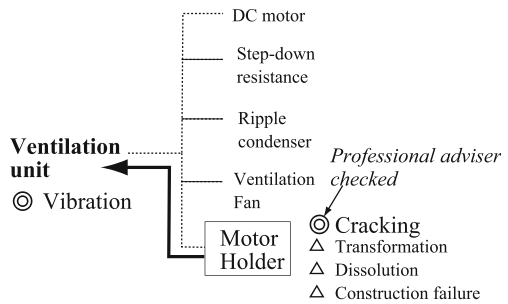 DC motor
Step-down
resistance
Ripple
condenser
Ventilation
unit
◎ Vibration
Professional adviser
checked
Ventilation
Fan
Motor
Holder
◎ Cracking
△ Transformation
△ Dissolution
△ Construction failure